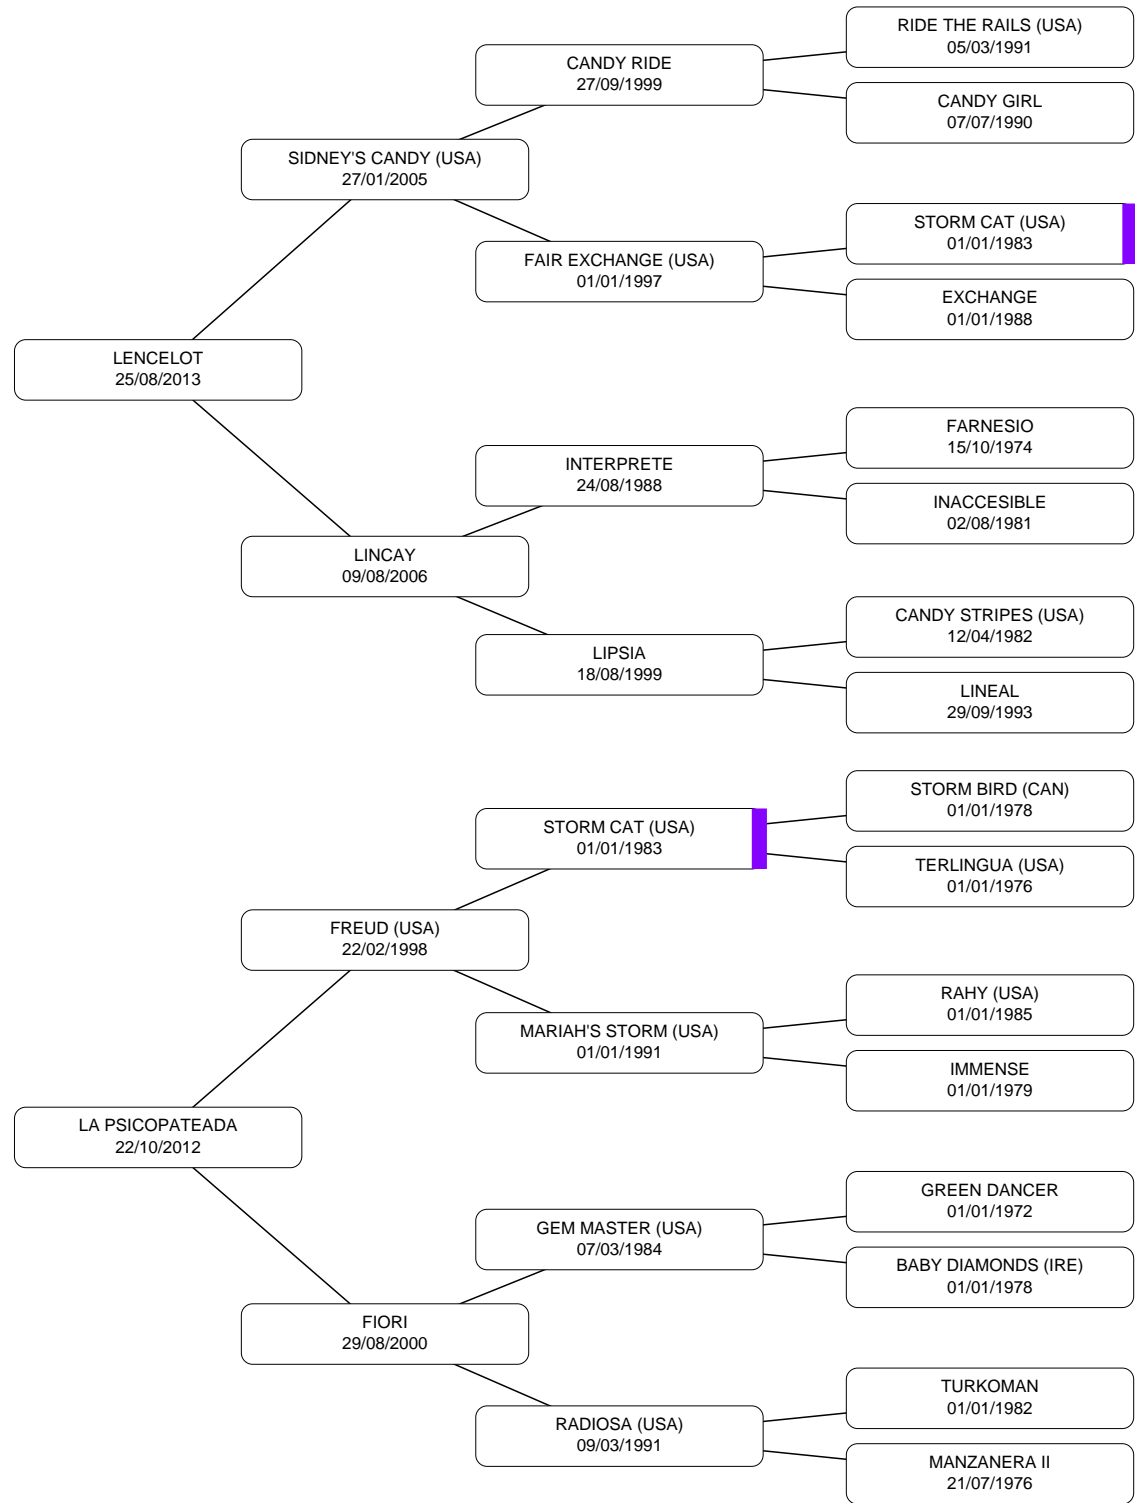 RIDE THE RAILS (USA)
05/03/1991
CANDY RIDE
27/09/1999
CANDY GIRL
07/07/1990
SIDNEY'S CANDY (USA)
27/01/2005
STORM CAT (USA)
01/01/1983
FAIR EXCHANGE (USA)
01/01/1997
EXCHANGE
01/01/1988
LENCELOT
25/08/2013
FARNESIO
15/10/1974
INTERPRETE
24/08/1988
INACCESIBLE
02/08/1981
LINCAY
09/08/2006
CANDY STRIPES (USA)
12/04/1982
LIPSIA
18/08/1999
LINEAL
29/09/1993
STORM BIRD (CAN)
01/01/1978
STORM CAT (USA)
01/01/1983
TERLINGUA (USA)
01/01/1976
FREUD (USA)
22/02/1998
RAHY (USA)
01/01/1985
MARIAH'S STORM (USA)
01/01/1991
IMMENSE
01/01/1979
LA PSICOPATEADA
22/10/2012
GREEN DANCER
01/01/1972
GEM MASTER (USA)
07/03/1984
BABY DIAMONDS (IRE)
01/01/1978
FIORI
29/08/2000
TURKOMAN
01/01/1982
RADIOSA (USA)
09/03/1991
MANZANERA II
21/07/1976